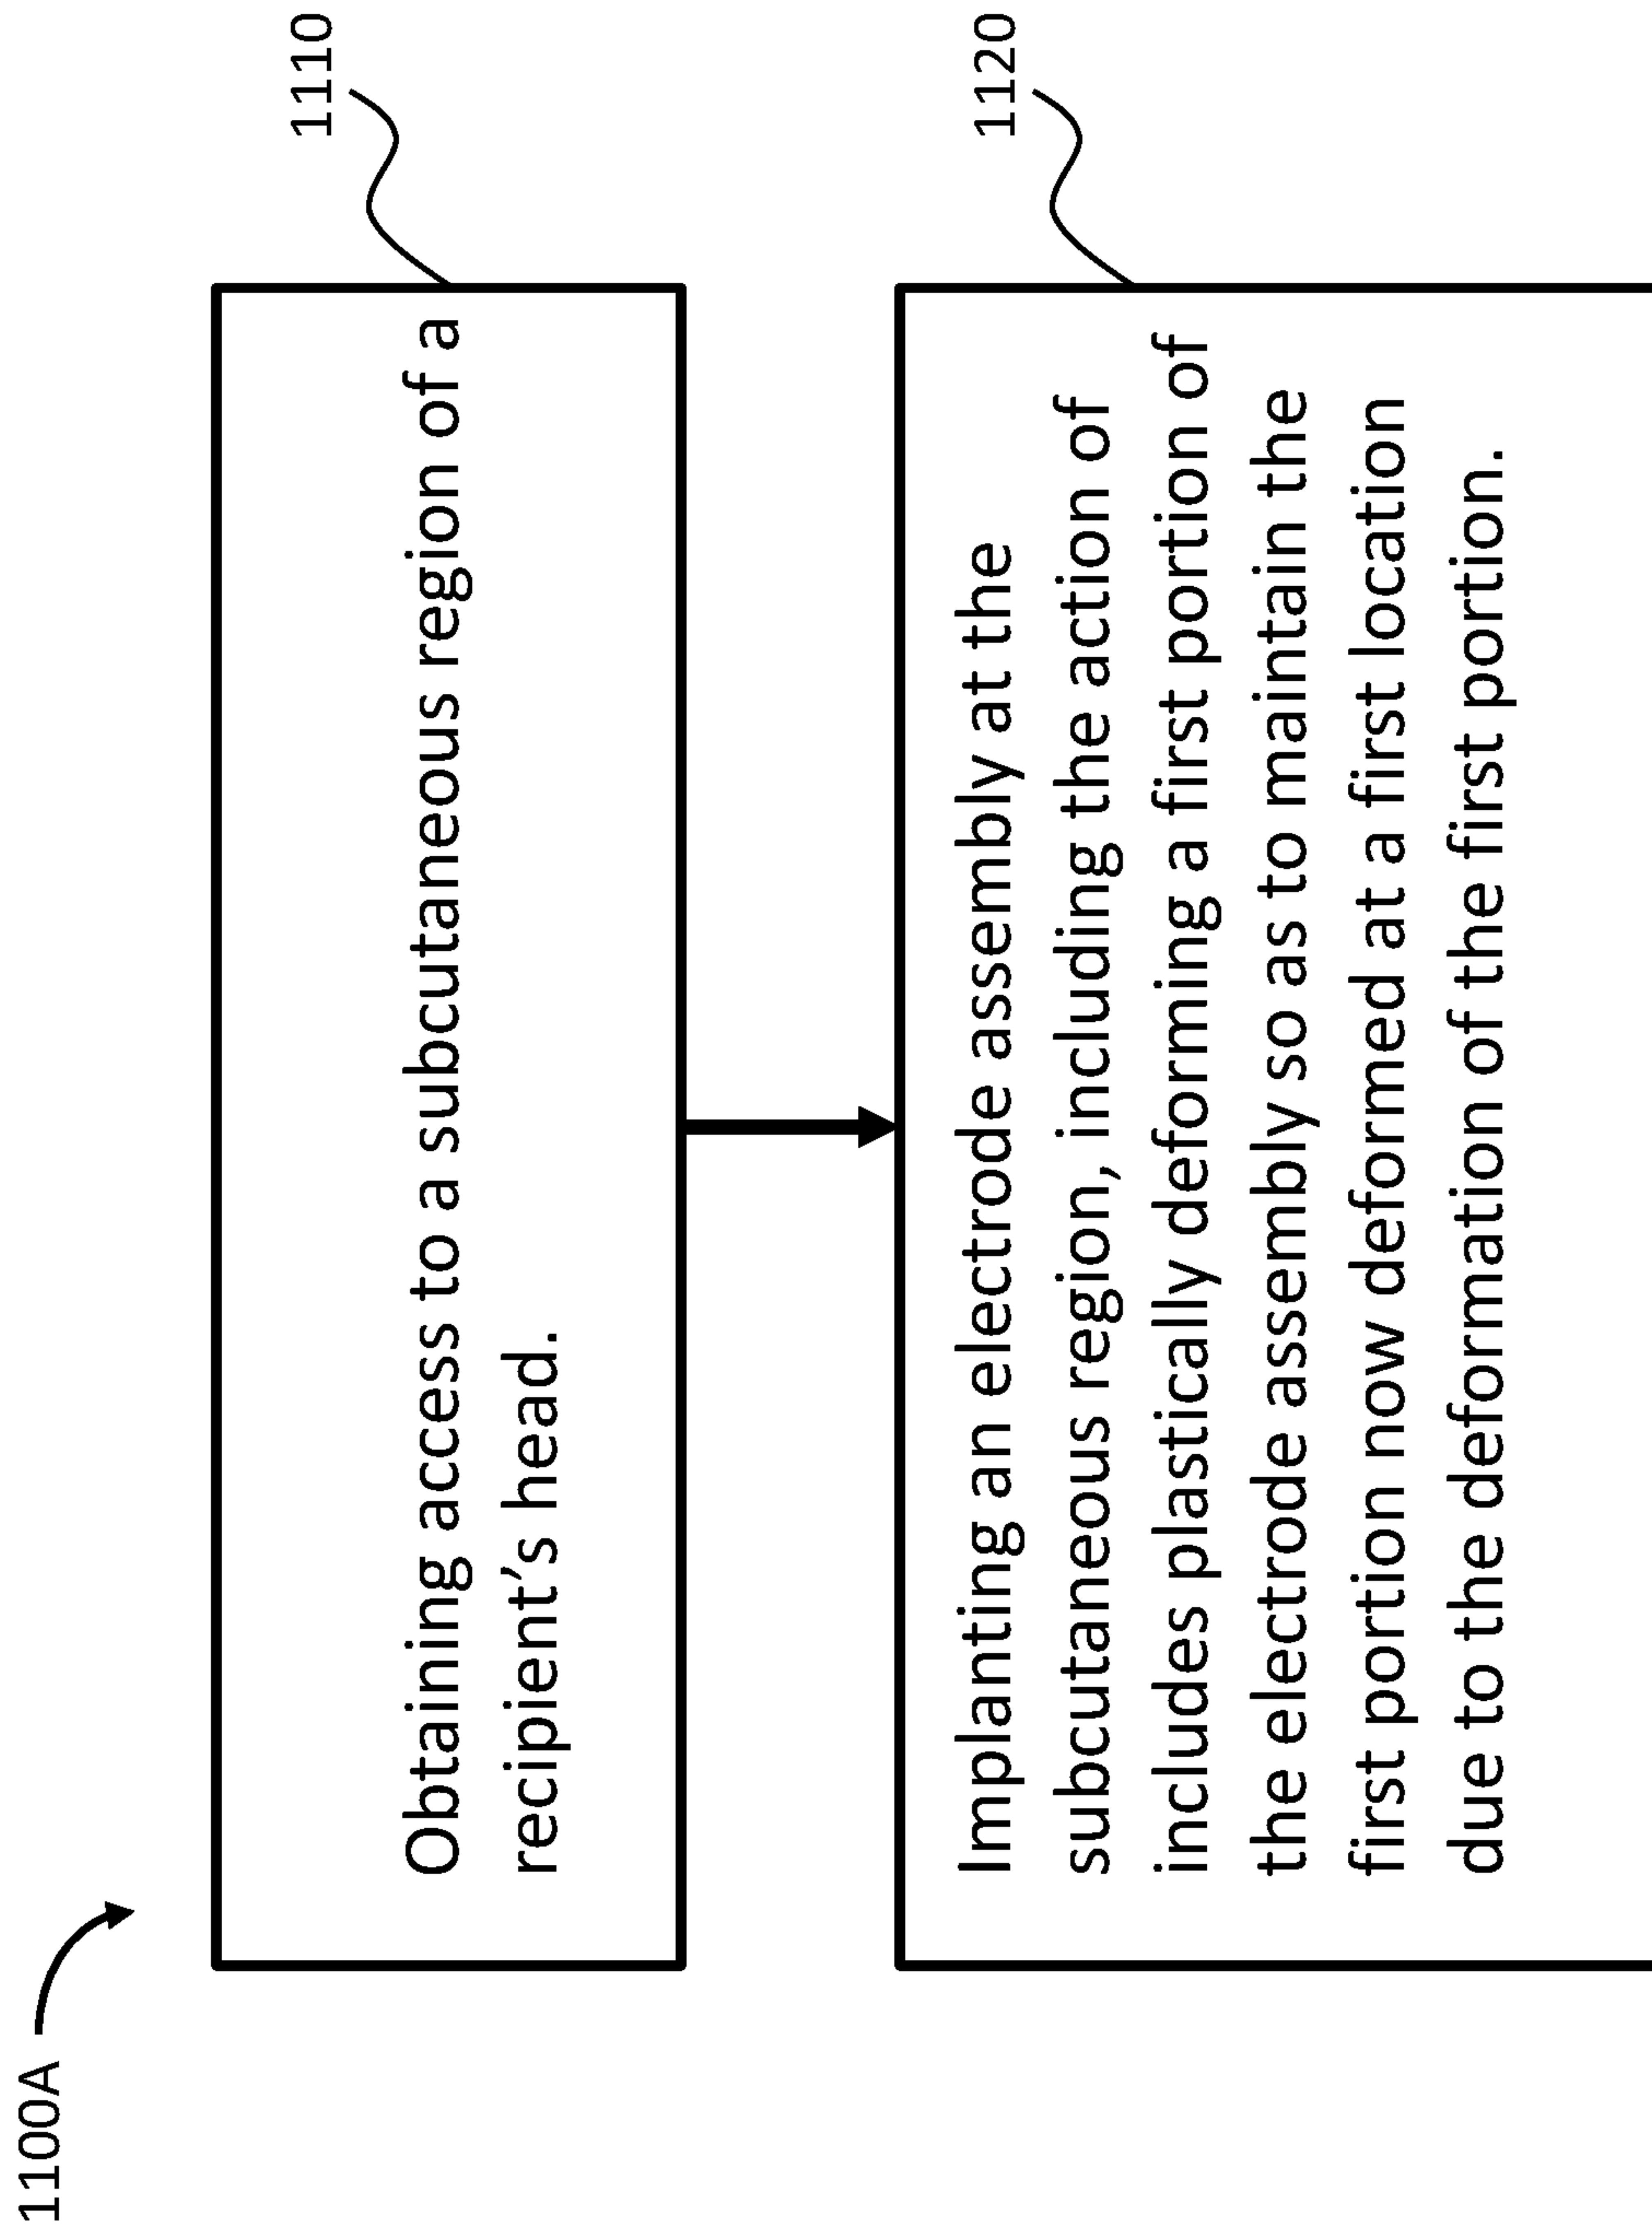 1100A
1110
Obtaining access to a subcutaneous region of a
recipient's head.
1120
Implanting an electrode assembly at the
subcutaneous region, including the action of
includes plastically deforming a first portion of
the electrode assembly so as to maintain the
first portion now deformed at a first location
due to the deformation of the first portion.